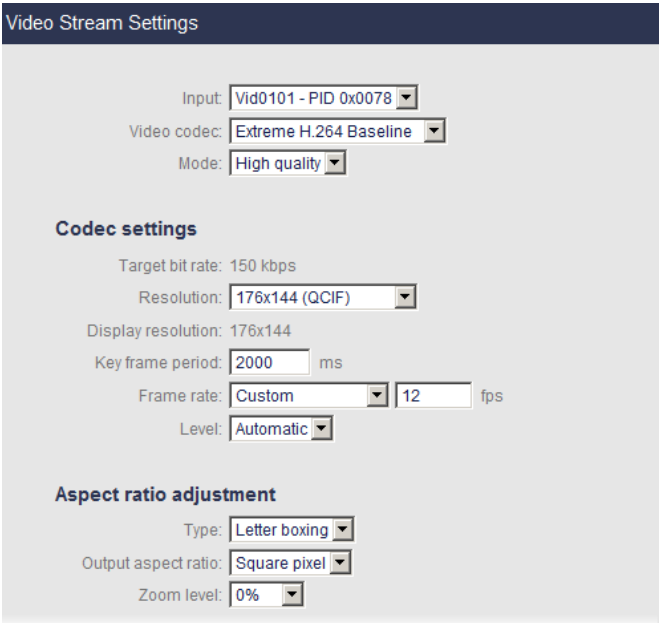 Video Stream Settings
Input: Vid0101 - PID 0x0078
Video codec: Extreme H.264 Baseline
Mode: High quality
Codec settings
Target bit rate: 150 kbps
Resolution: 176x144 (QCIF)
Display resolution: 176x144
Key frame period: 2000 ms
Frame rate: Custom 12 fps
Level: Automatic
Aspect ratio adjustment
Type: Letter boxing
Output aspect ratio: Square pixel
Zoom level: 0%